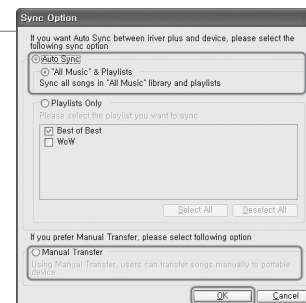 Sync Option
If you want Auto Sync between iriver plus and device, please select the
following sync option
Auto Sync
"All Music" & Playlists
Sync all songs in "All Music" library and playlists
Playlists Only
Please select the playlist you want to sync
Best of Best
WoW
Select All
Deselect All
If you prefer Manual Transfer, please select following option
Manual Transfer
Using Manual Transfer, users can transfer songs manually to portable
device
OK
Cancel